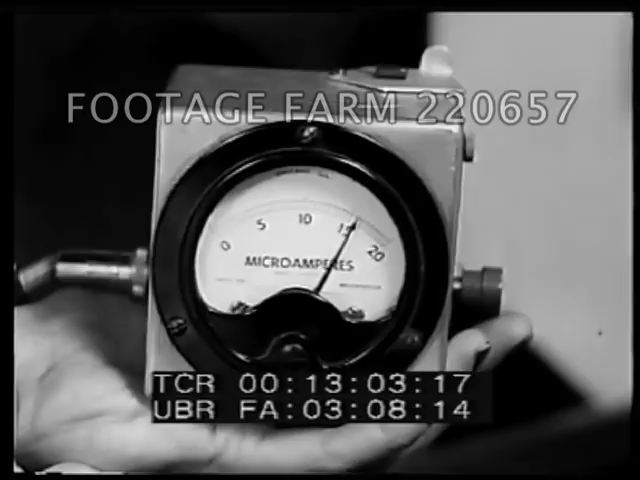 FOOTAGE FARM 220657
0 5 10 15 20
MICROAMPERES
TCR 00:13:03:17
UBR FA:03:08:14